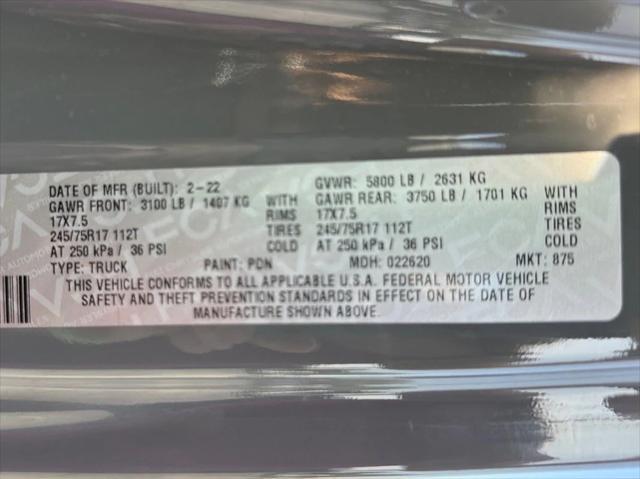 DATE OF MFR (BUILT): 2-22 GVWR: 5800 LB / 2631 KG
GAWR FRONT: 3100 LB / 1407 KG WITH GAWR REAR: 3750 LB / 1701 KG WITH
17X7.5 RIMS 17X7.5 RIMS
245/75R17 112T TIRES 245/75R17 112T TIRES
AT 250 kPa / 36 PSI COLD AT 250 kPa / 36 PSI COLD
TYPE: TRUCK PAINT: PDN MDH: 022620 MKT: 875
THIS VEHICLE CONFORMS TO ALL APPLICABLE U.S.A. FEDERAL MOTOR VEHICLE
SAFETY AND THEFT PREVENTION STANDARDS IN EFFECT ON THE DATE OF
MANUFACTURE SHOWN ABOVE.